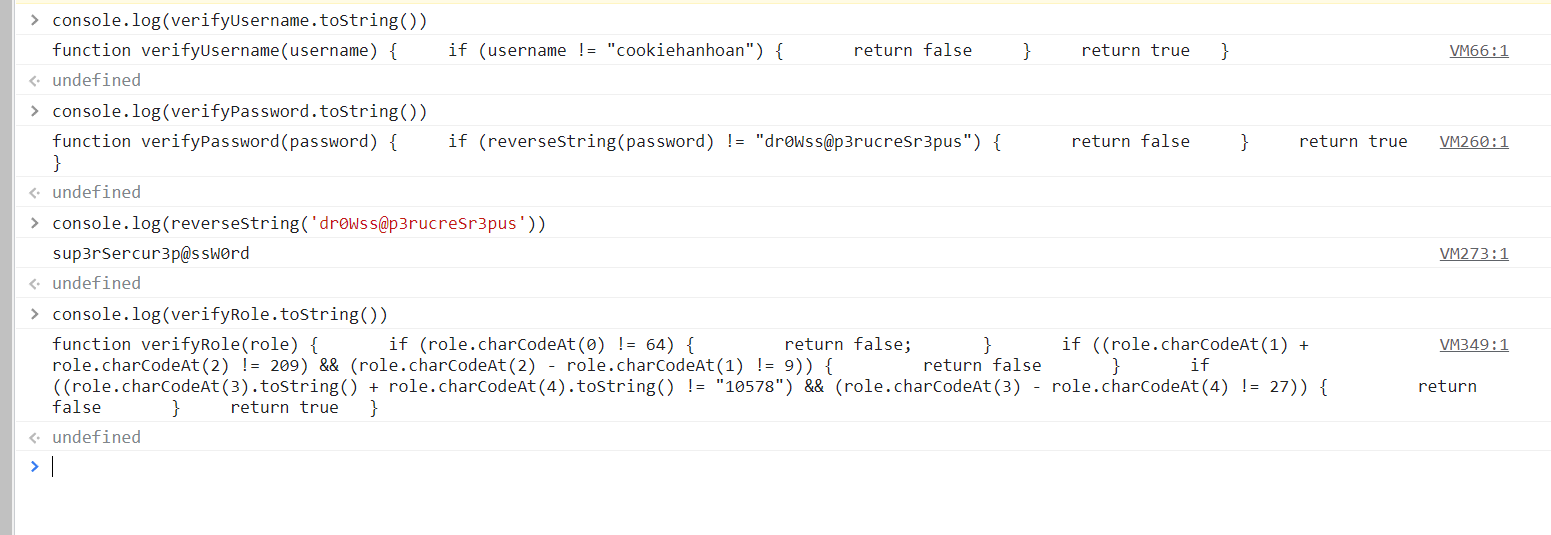 > console.log(verifyUsername.toString())
function verifyUsername(username) {     if (username != "cookiehanhoan") {       return false     }     return true   }     VM66:1
<· undefined
> console.log(verifyPassword.toString())
function verifyPassword(password) {     if (reverseString(password) != "dr0Wss@p3rucreSr3pus") {       return false     }     return true     VM260:1
}
<· undefined
> console.log(reverseString('dr0Wss@p3rucreSr3pus'))
sup3rSercur3p@ssW0rd     VM273:1
<· undefined
> console.log(verifyRole.toString())
function verifyRole(role) {       if (role.charCodeAt(0) != 64) {         return false;       }       if ((role.charCodeAt(1) +     VM349:1
role.charCodeAt(2) != 209) && (role.charCodeAt(2) - role.charCodeAt(1) != 9)) {         return false       }       if
((role.charCodeAt(3).toString() + role.charCodeAt(4).toString() != "10578") && (role.charCodeAt(3) - role.charCodeAt(4) != 27)) {         return
false       }     return true   }
<· undefined
>